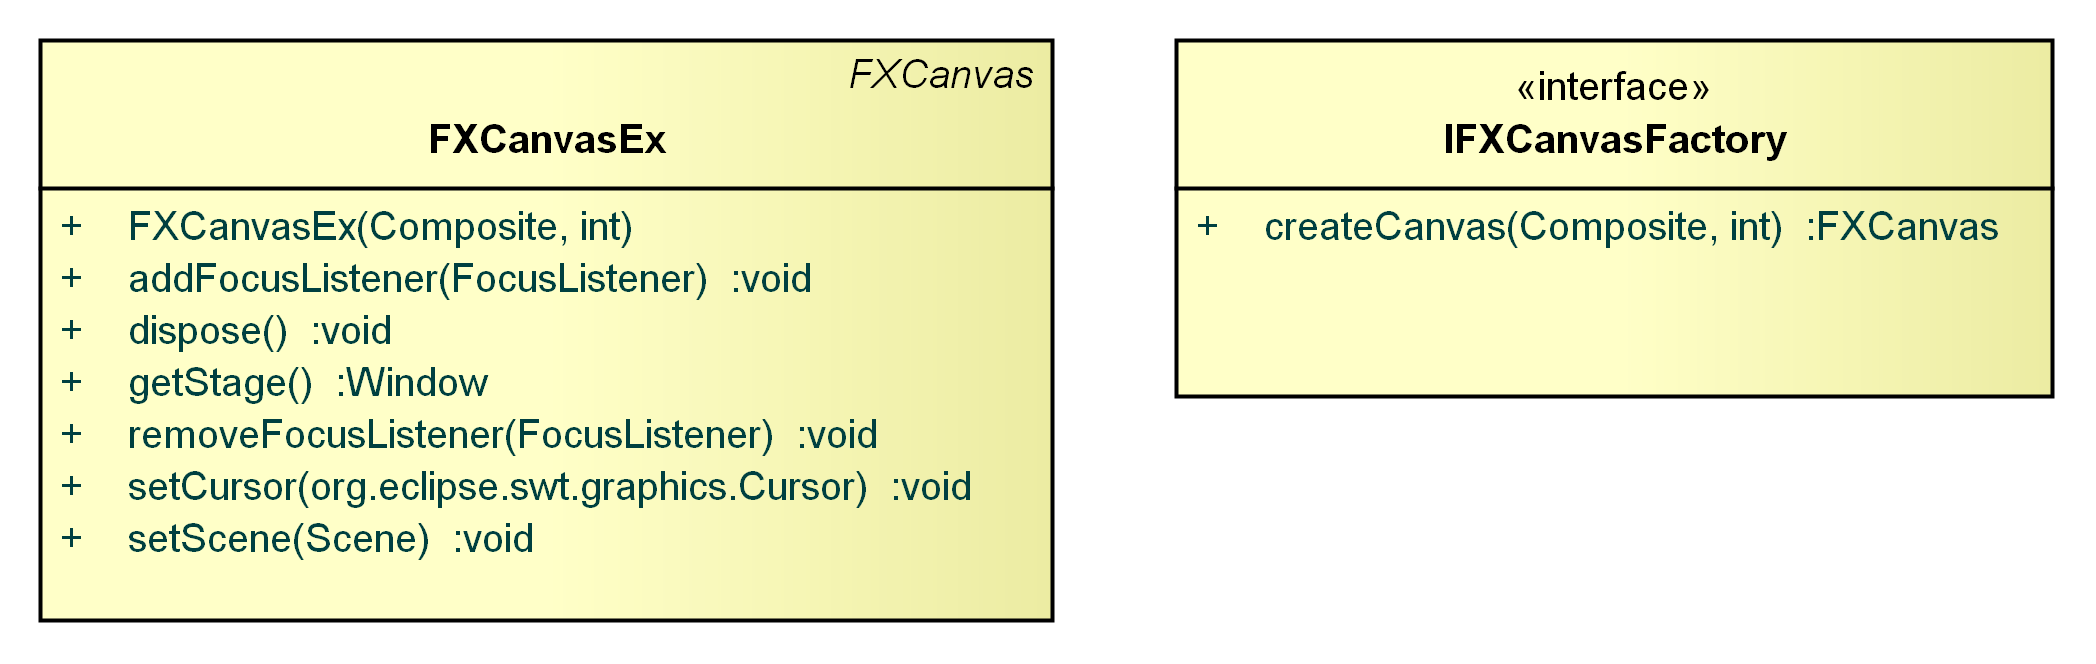 FXCanvas
FXCanvasEx
+ FXCanvasEx(Composite, int)
+ addFocusListener(FocusListener) :void
+ dispose() :void
+ getStage() :Window
+ removeFocusListener(FocusListener) :void
+ setCursor(org.eclipse.swt.graphics.Cursor) :void
+ setScene(Scene) :void
«interface»
IFXCanvasFactory
+ createCanvas(Composite, int) :FXCanvas